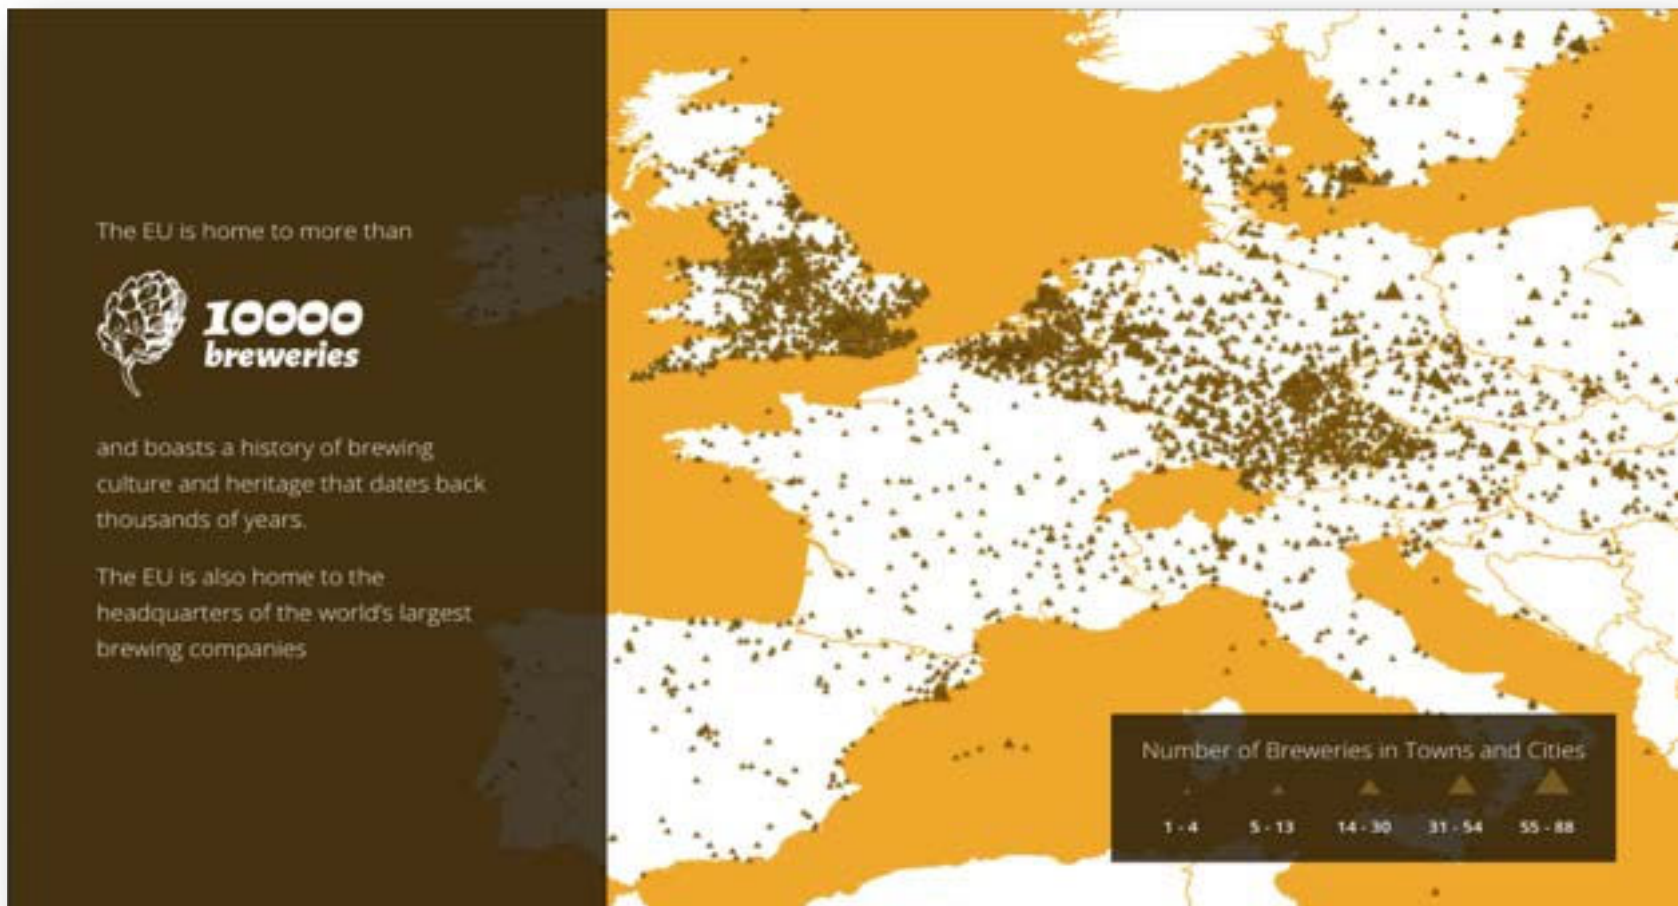 The EU is home to more than
10000
breweries
and boasts a history of brewing
culture and heritage that dates back
thousands of years.
The EU is also home to the
headquarters of the world's largest
brewing companies
Number of Breweries in Towns and Cities
1 - 4 5 - 13 14 - 30 31 - 54 55 - 88